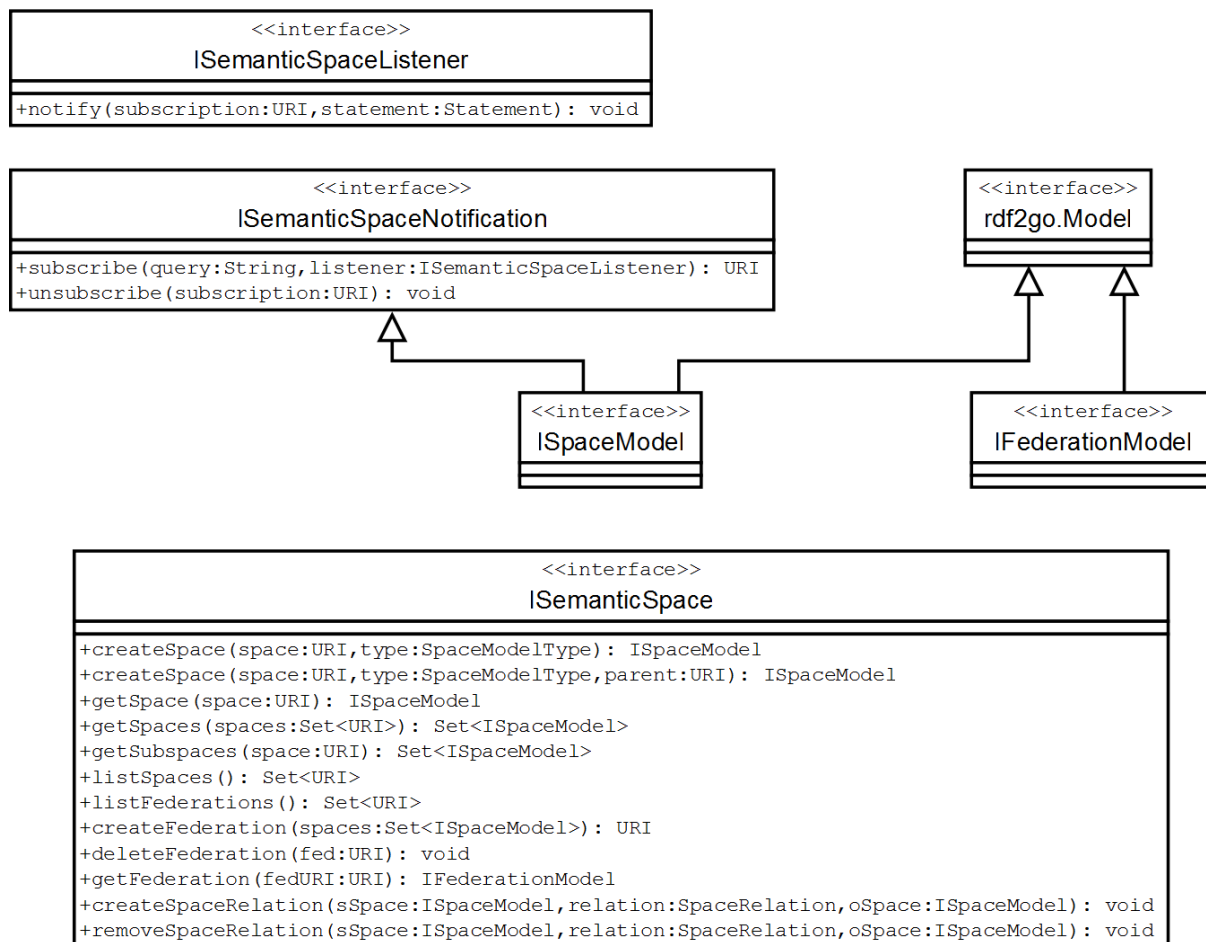 <<interface>>
ISemanticSpaceListener
+notify(subscription:URI,statement:Statement): void
<<interface>>
ISemanticSpaceNotification
+subscribe(query:String,listener:ISemanticSpaceListener): URI
+unsubscribe(subscription:URI): void
<<interface>>
rdf2go.Model
<<interface>>
ISpaceModel
<<interface>>
IFederationModel
<<interface>>
ISemanticSpace
+createSpace(space:URI,type:SpaceModelType): ISpaceModel
+createSpace(space:URI,type:SpaceModelType,parent:URI): ISpaceModel
+getSpace(space:URI): ISpaceModel
+getSpaces(spaces:Set<URI>): Set<ISpaceModel>
+getSubspaces(space:URI): Set<ISpaceModel>
+listSpaces(): Set<URI>
+listFederations(): Set<URI>
+createFederation(spaces:Set<ISpaceModel>): URI
+deleteFederation(fed:URI): void
+getFederation(fedURI:URI): IFederationModel
+createSpaceRelation(sSpace:ISpaceModel,relation:SpaceRelation,oSpace:ISpaceModel): void
+removeSpaceRelation(sSpace:ISpaceModel,relation:SpaceRelation,oSpace:ISpaceModel): void